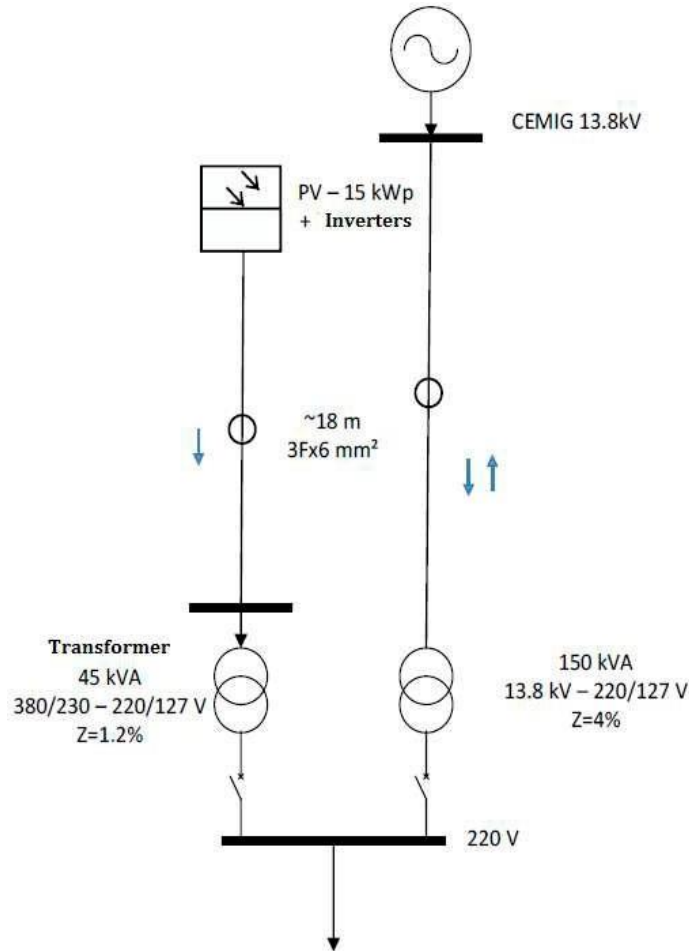 CEMIG 13.8kV
PV – 15 kWp
+ Inverters
~18 m
3Fx6 mm²
Transformer
45 kVA
380/230 – 220/127 V
Z=1.2%
150 kVA
13.8 kV – 220/127 V
Z=4%
220 V